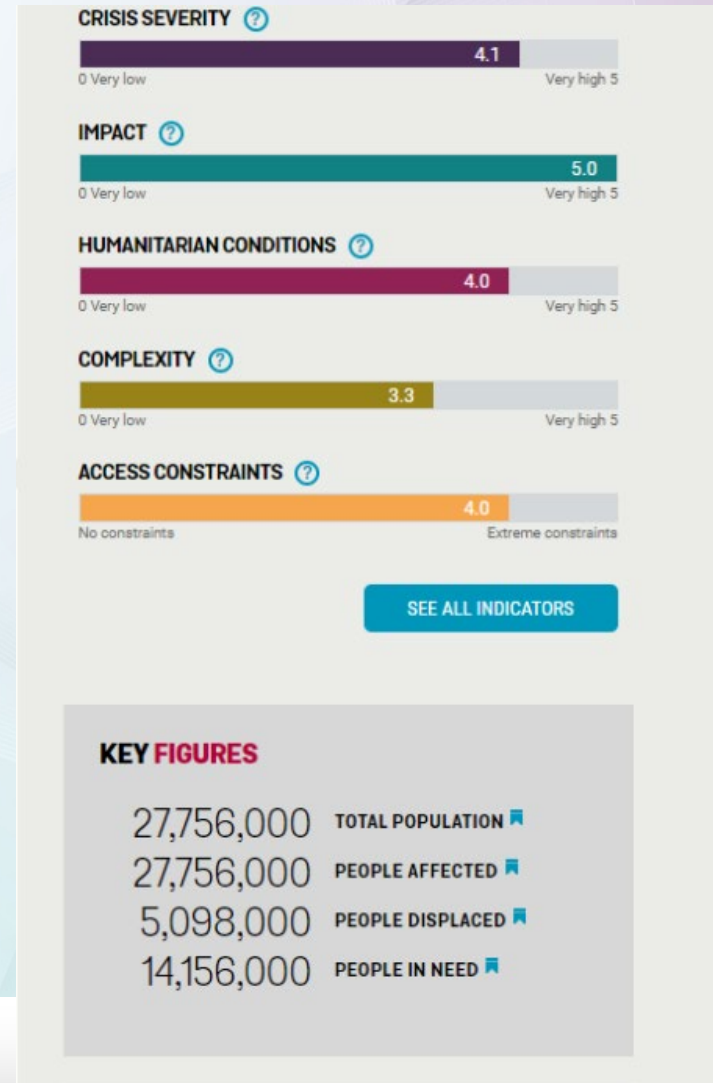 CRISIS SEVERITY ?
4.1
0 Very low Very high 5
IMPACT ?
5.0
0 Very low Very high 5
HUMANITARIAN CONDITIONS ?
4.0
0 Very low Very high 5
COMPLEXITY ?
3.3
0 Very low Very high 5
ACCESS CONSTRAINTS ?
4.0
No constraints Extreme constraints
SEE ALL INDICATORS
KEY FIGURES
27,756,000 TOTAL POPULATION
27,756,000 PEOPLE AFFECTED
5,098,000 PEOPLE DISPLACED
14,156,000 PEOPLE IN NEED